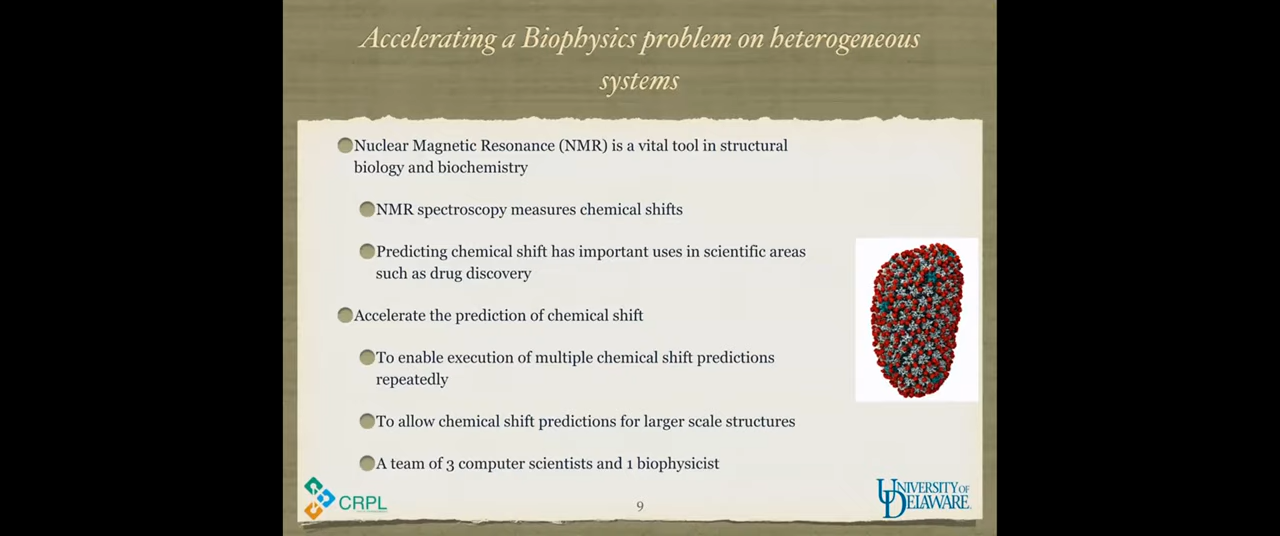 Accelerating a Biophysics problem on heterogeneous
systems
Nuclear Magnetic Resonance (NMR) is a vital tool in structural
biology and biochemistry
NMR spectroscopy measures chemical shifts
Predicting chemical shift has important uses in scientific areas
such as drug discovery
Accelerate the prediction of chemical shift
To enable execution of multiple chemical shift predictions
repeatedly
To allow chemical shift predictions for larger scale structures
A team of 3 computer scientists and 1 biophysicist
CRPL
9
UNIVERSITY OF
DELAWARE